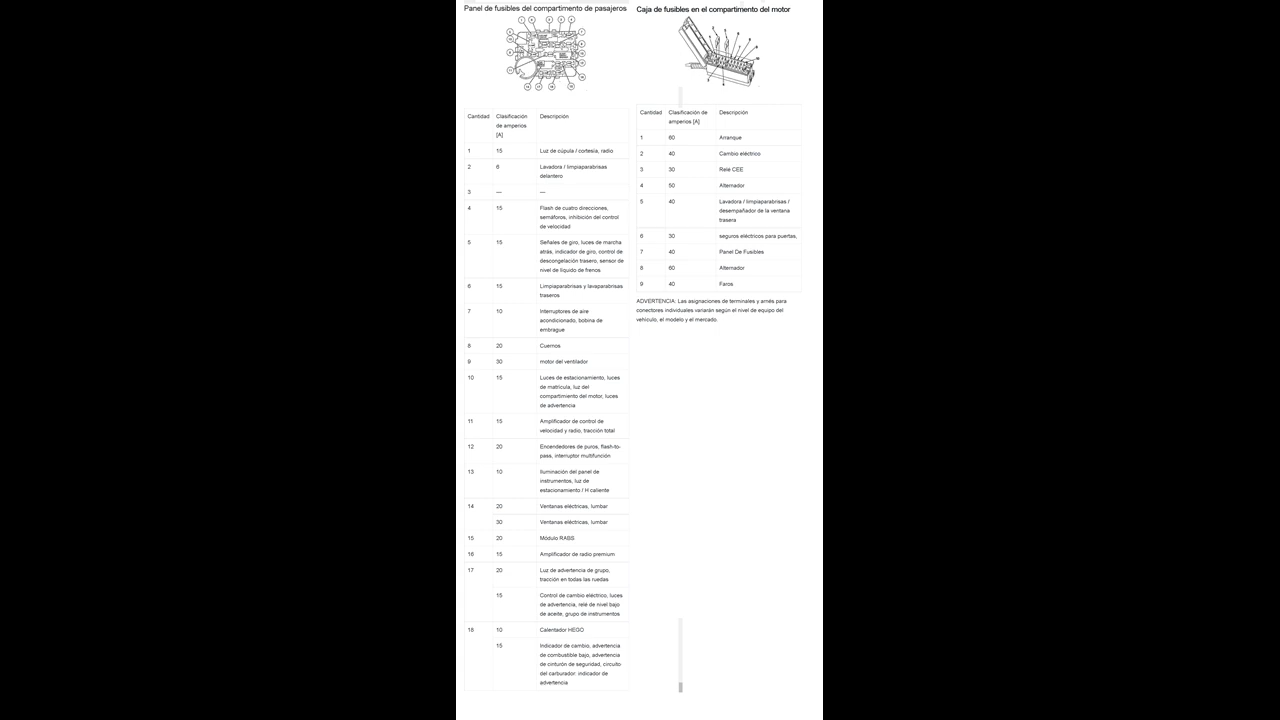 Panel de fusibles del compartimento de pasajeros
Cantidad Clasificación de amperios [A] Descripción
1 15 Luz de cúpula / cortesía, radio
2 6 Lavadora / limpiaparabrisas
delantero
3 — —
4 15 Flash de cuatro direcciones,
semáforos, inhibición del control
de velocidad
5 15 Señales de giro, luces de marcha
atrás, indicador de giro, control de
descongelación trasero, sensor de
nivel de líquido de frenos
6 15 Limpiaparabrisas y lavaparabrisas
traseros
7 10 Interruptores de aire
acondicionado, bobina de
embrague
8 20 Cuernos
9 30 motor del ventilador
10 15 Luces de estacionamiento, luces
de matrícula, luz del
compartimento del motor, luces
de advertencia
11 15 Amplificador de control de
velocidad y radio, tracción total
12 20 Encendedores de puros, flash-to-
pass, interruptor multifunción
13 10 Iluminación del panel de
instrumentos, luz de
estacionamiento / H caliente
14 20 Ventanas eléctricas, lumbar
30 Ventanas eléctricas, lumbar
15 20 Módulo RABS
16 15 Amplificador de radio premium
17 20 Luz de advertencia de grupo,
tracción en todas las ruedas
15 Control de cambio eléctrico, luces
de advertencia, relé de nivel bajo
de aceite, grupo de instrumentos
18 10 Calentador HEGO
15 Indicador de cambio, advertencia
de combustible bajo, advertencia
de cinturón de seguridad, circuito
del carburador: indicador de
advertencia
Caja de fusibles en el compartimento del motor
Cantidad Clasificación de amperios [A] Descripción
1 60 Arranque
2 40 Cambio eléctrico
3 30 Relé CEE
4 50 Alternador
5 40 Lavadora / limpiaparabrisas /
desempañador de la ventana
trasera
6 30 seguros eléctricos para puertas,
7 40 Panel De Fusibles
8 60 Alternador
9 40 Faros
ADVERTENCIA: Las asignaciones de terminales y arnés para
conectores individuales variarán según el nivel de equipo del
vehículo, el modelo y el mercado.